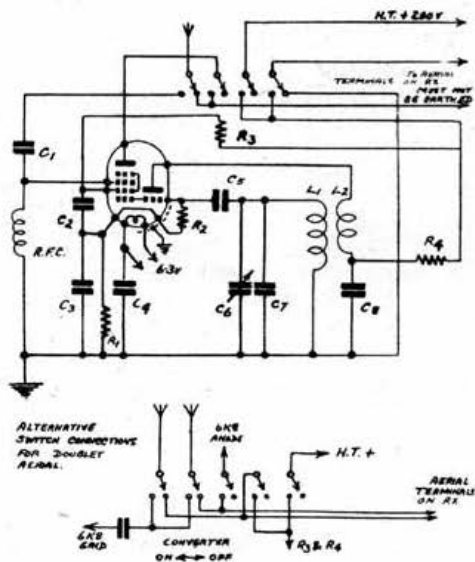 H.T. + 250V
TERMINALS
TO AERIAL
ON RX
MUST NOT
BE EARTHED
R3
C1
C5
L1
L2
C2
R2
R4
R.F.C.
6.3V
C3
R1
C4
C6
C7
C8
ALTERNATIVE
SWITCH CONNECTIONS
FOR DOUBLET
AERIAL.
6K8
ANODE
H.T. +
AERIAL
TERMINALS
ON RX
6K8
GRID
CONVERTER
ON OFF
R3 & R4